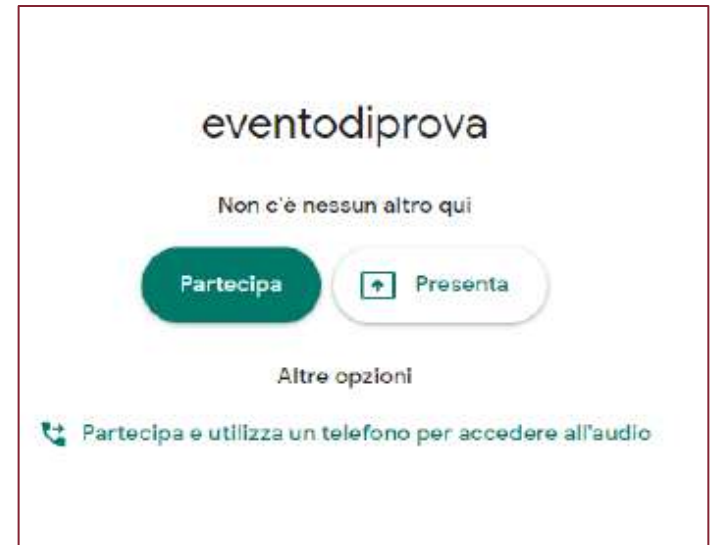 eventodiprova
Non c'è nessun altro qui
Partecipa Presenta
Altre opzioni
Partecipa e utilizza un telefono per accedere all'audio